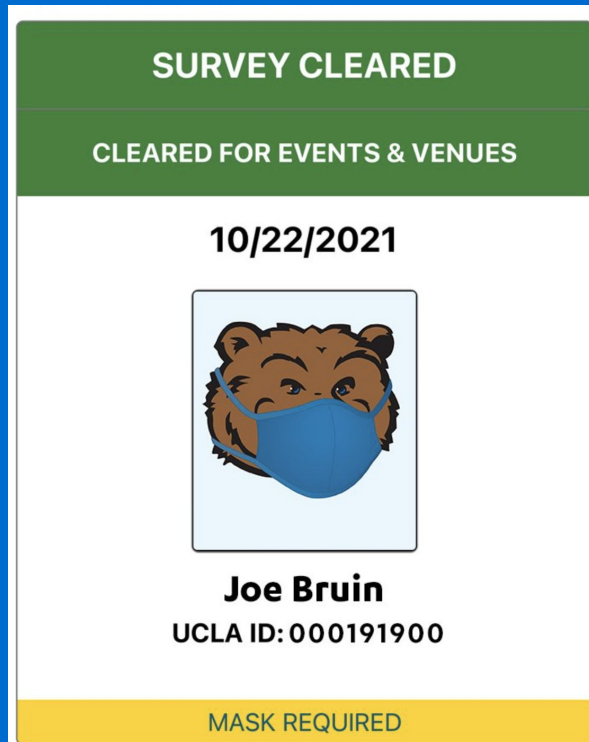 SURVEY CLEARED
CLEARED FOR EVENTS & VENUES
10/22/2021
Joe Bruin
UCLA ID: 000191900
MASK REQUIRED